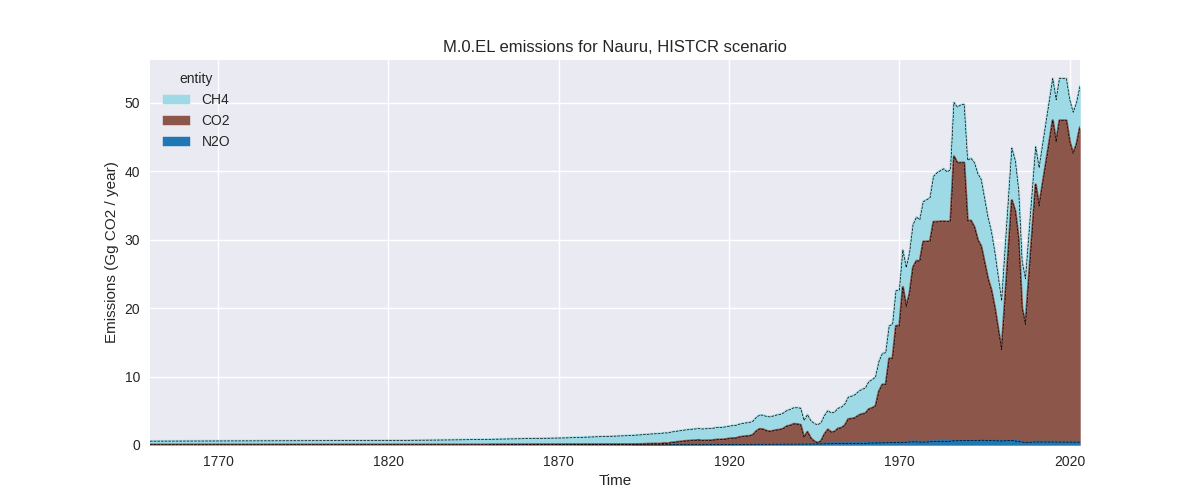 M.0.EL emissions for Nauru, HISTCR scenario
entity
CH4
CO2
N2O
Emissions (Gg CO2 / year)
50
40
30
20
10
0
1770 1820 1870 1920 1970 2020
Time